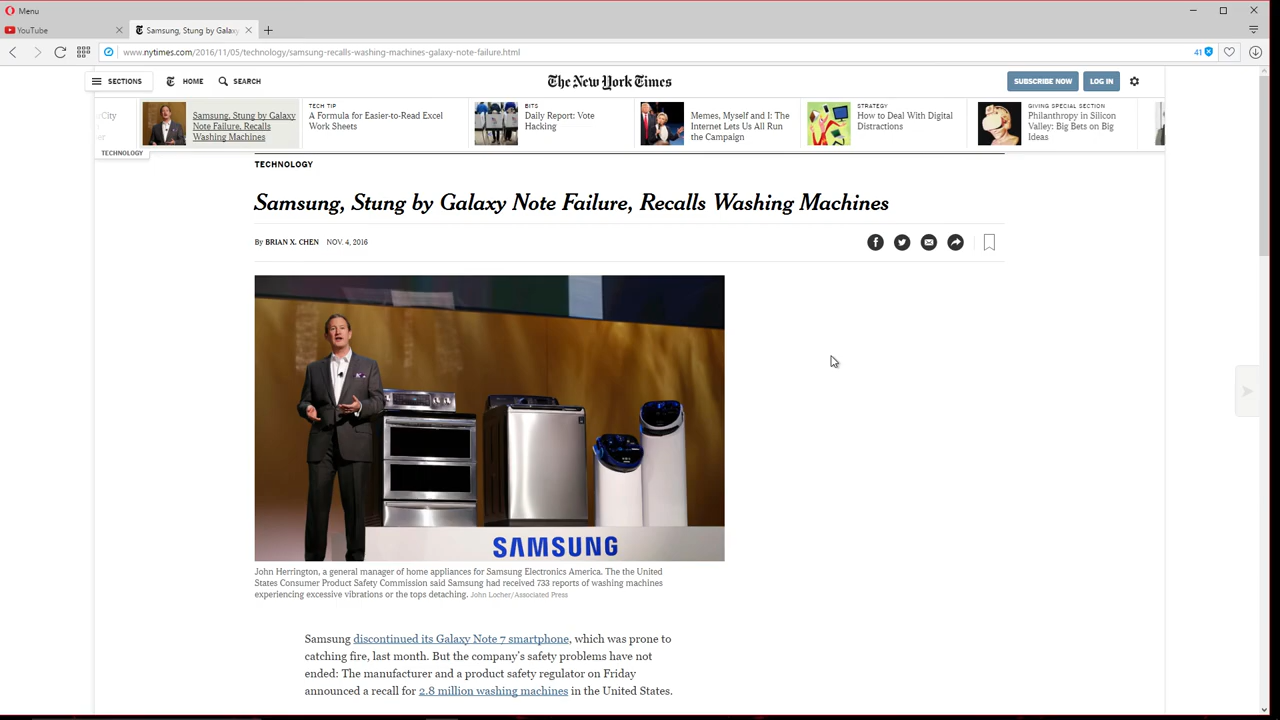 Menu
YouTube
Samsung, Stung by Galaxy
www.nytimes.com/2016/11/05/technology/samsung-recalls-washing-machines-galaxy-note-failure.html
41
SECTIONS
HOME
SEARCH
The New York Times
SUBSCRIBE NOW
LOG IN
City
er
Samsung, Stung by Galaxy
Note Failure, Recalls
Washing Machines
TECH TIP
A Formula for Easier-to-Read Excel
Work Sheets
BITS
Daily Report: Vote
Hacking
Memes, Myself and I: The
Internet Lets Us All Run
the Campaign
STRATEGY
How to Deal With Digital
Distractions
GIVING SPECIAL SECTION
Philanthropy in Silicon
Valley: Big Bets on Big
Ideas
TECHNOLOGY
TECHNOLOGY
Samsung, Stung by Galaxy Note Failure, Recalls Washing Machines
By BRIAN X. CHEN NOV. 4, 2016
SAMSUNG
John Herrington, a general manager of home appliances for Samsung Electronics America. The the United
States Consumer Product Safety Commission said Samsung had received 733 reports of washing machines
experiencing excessive vibrations or the tops detaching. John Locher/Associated Press
Samsung discontinued its Galaxy Note 7 smartphone, which was prone to
catching fire, last month. But the company's safety problems have not
ended: The manufacturer and a product safety regulator on Friday
announced a recall for 2.8 million washing machines in the United States.